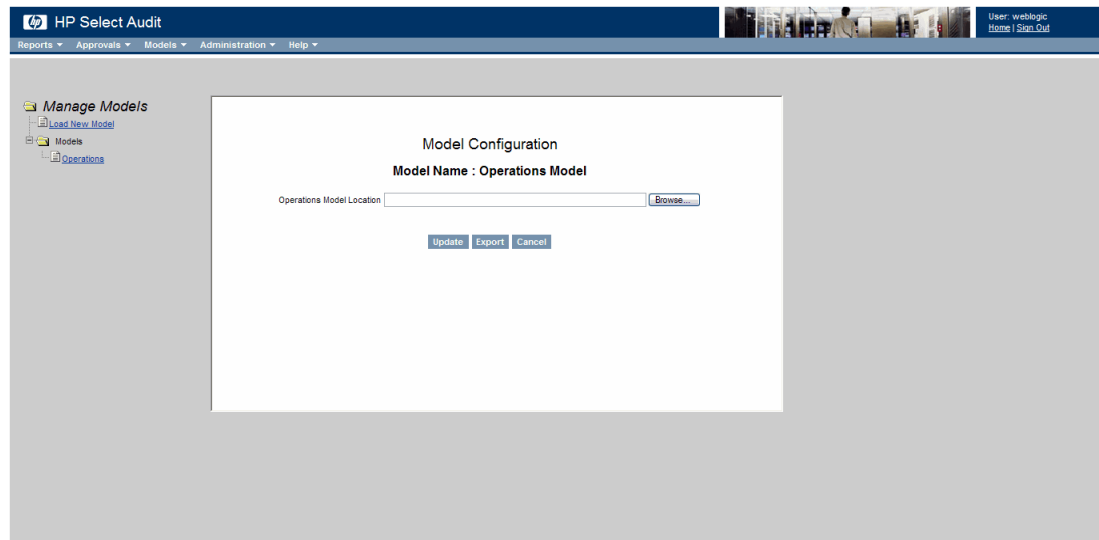 hp HP Select Audit
User: weblogic
Home | Sign Out
Reports Approvals Models Administration Help
Manage Models
Load New Model
Models
Operations
Model Configuration
Model Name : Operations Model
Operations Model Location Browse...
Update Export Cancel